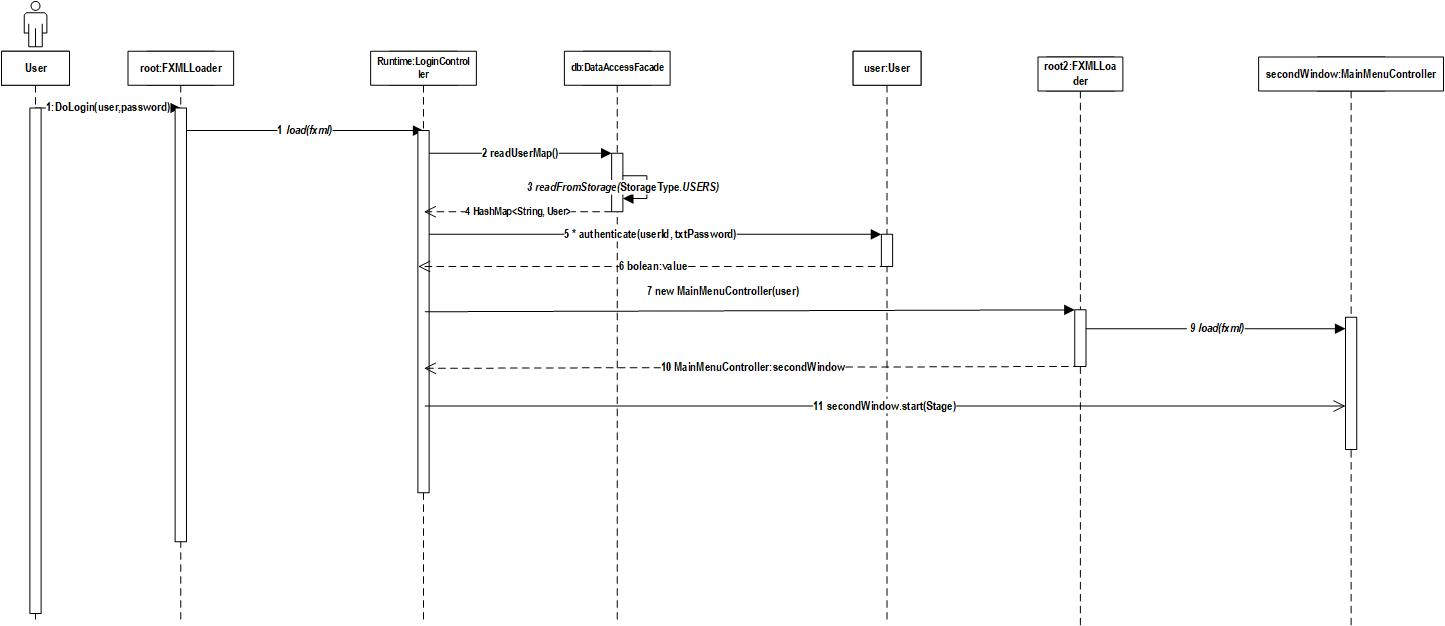 User
root:FXMLLoader
Runtime:LoginControl
ler
db:DataAccessFacade
user:User
root2:FXMLLoa
der
secondWindow:MainMenuController
1:DoLogin(user,password)
1 load(fxml)
2 readUserMap()
3 readFromStorage(StorageType.USERS)
4 HashMap<String, User>
5 * authenticate(userId, txtPassword)
6 bolean:value
7 new MainMenuController(user)
9 load(fxml)
10 MainMenuController:secondWindow
11 secondWindow.start(Stage)